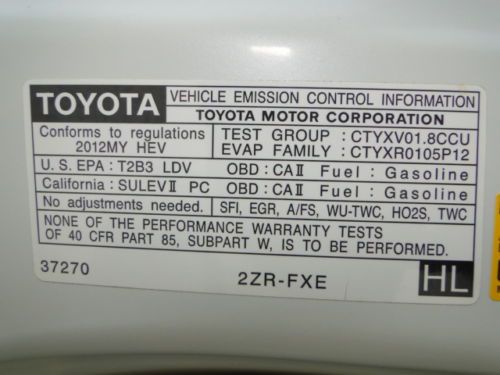 TOYOTA VEHICLE EMISSION CONTROL INFORMATION
TOYOTA MOTOR CORPORATION
Conforms to regulations
2012MY HEV
TEST GROUP : CTYXV01.8CCU
EVAP FAMILY : CTYXR0105P12
U.S. EPA : T2B3 LDV OBD : CAⅡ Fuel : Gasoline
California : SULEVⅡ PC OBD : CAⅡ Fuel : Gasoline
No adjustments needed. SFI, EGR, A/FS, WU-TWC, HO2S, TWC
NONE OF THE PERFORMANCE WARRANTY TESTS
OF 40 CFR PART 85, SUBPART W, IS TO BE PERFORMED.
37270 2ZR-FXE HL